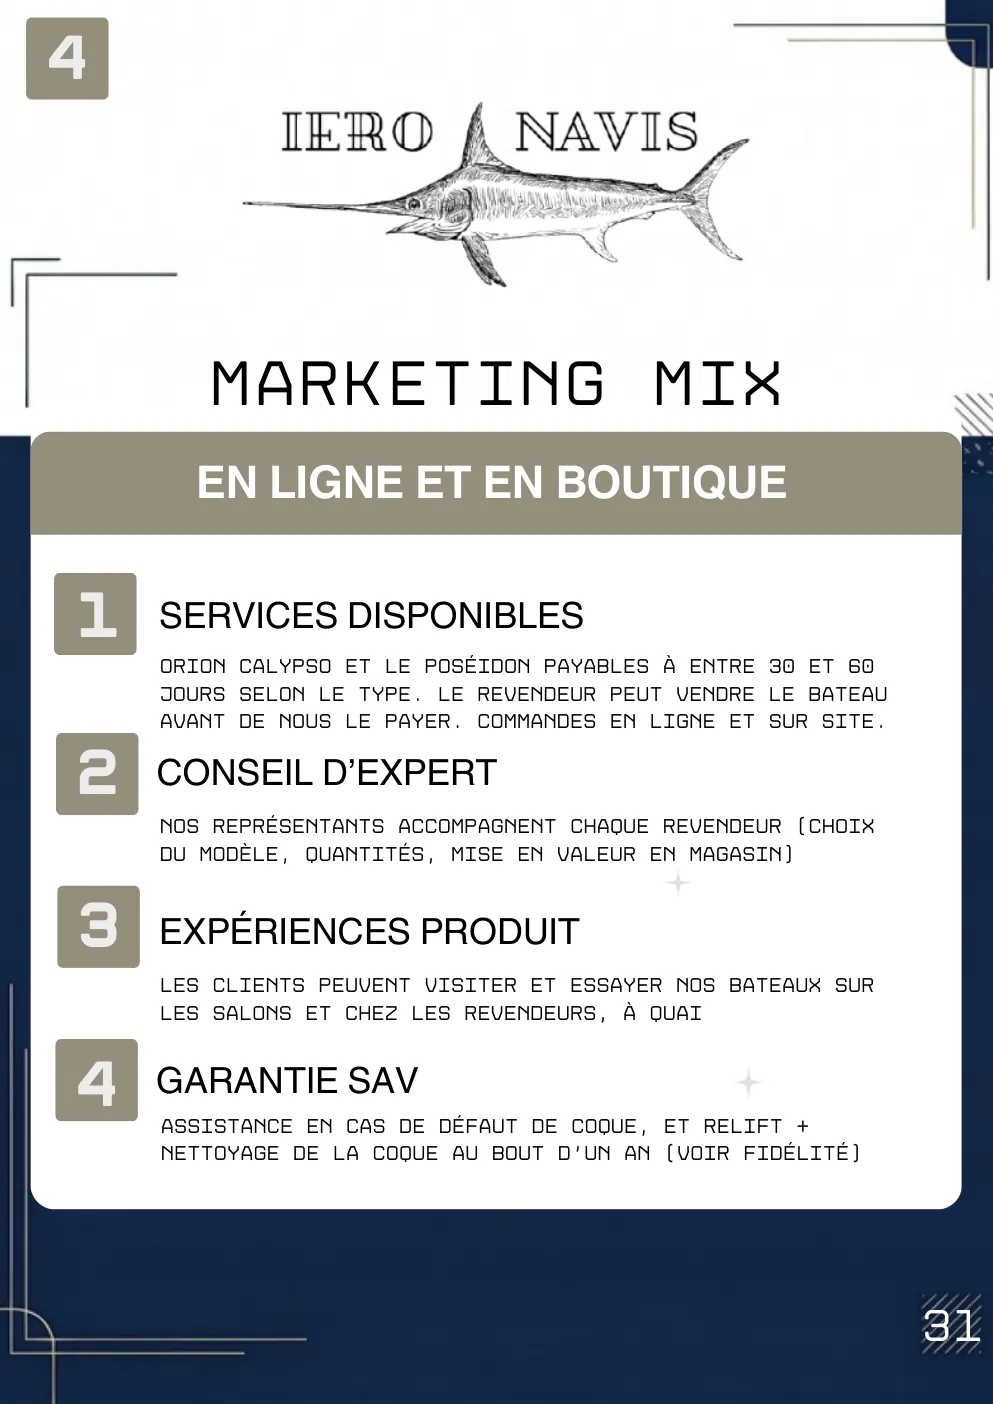 4
IERO NAVIS
MARKETING MIX
EN LIGNE ET EN BOUTIQUE
1
SERVICES DISPONIBLES
ORION CALYPSO ET LE POSÉIDON PAYABLES À ENTRE 30 ET 60
JOURS SELON LE TYPE. LE REVENDEUR PEUT VENDRE LE BATEAU
AVANT DE NOUS LE PAYER. COMMANDES EN LIGNE ET SUR SITE.
2
CONSEIL D’EXPERT
NOS REPRÉSENTANTS ACCOMPAGNENT CHAQUE REVENDEUR (CHOIX
DU MODÈLE, QUANTITÉS, MISE EN VALEUR EN MAGASIN)
3
EXPÉRIENCES PRODUIT
LES CLIENTS PEUVENT VISITER ET ESSAYER NOS BATEAUX SUR
LES SALONS ET CHEZ LES REVENDEURS, À QUAI
4
GARANTIE SAV
ASSISTANCE EN CAS DE DÉFAUT DE COQUE, ET RELIFT +
NETTOYAGE DE LA COQUE AU BOUT D’UN AN (VOIR FIDÉLITÉ)
31